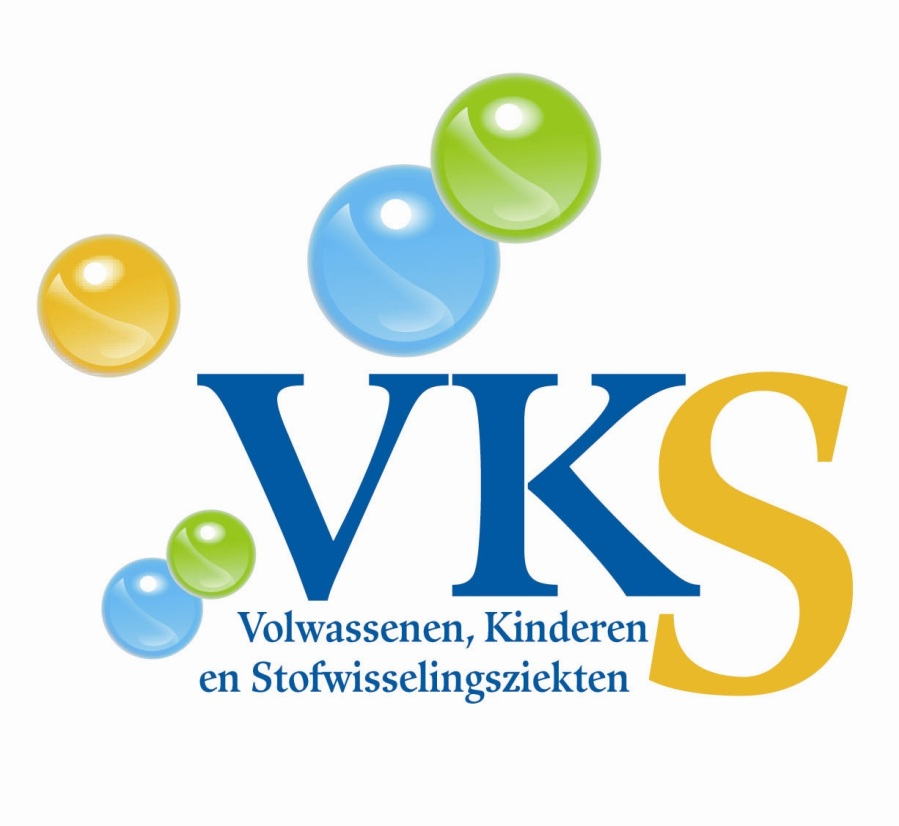 VKS
Volwassenen, Kinderen
en Stofwisselingsziekten